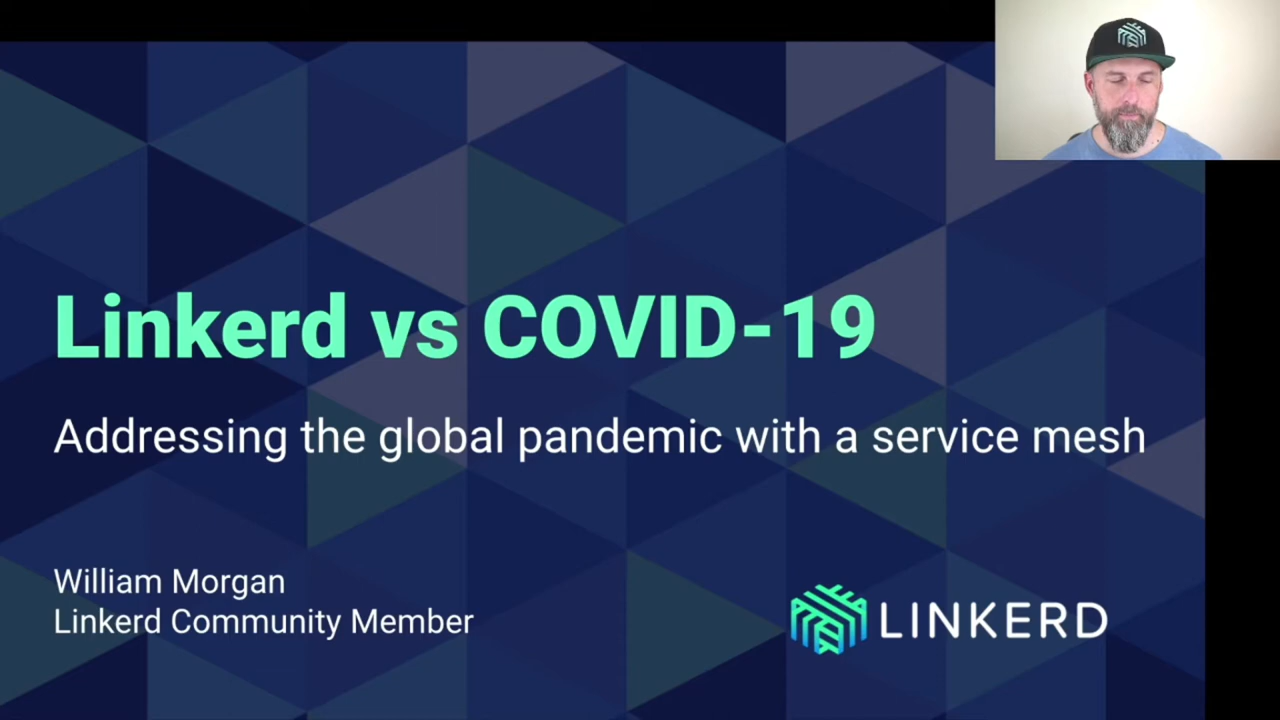 Linkerd vs COVID-19
Addressing the global pandemic with a service mesh
William Morgan
Linkerd Community Member
LINKERD